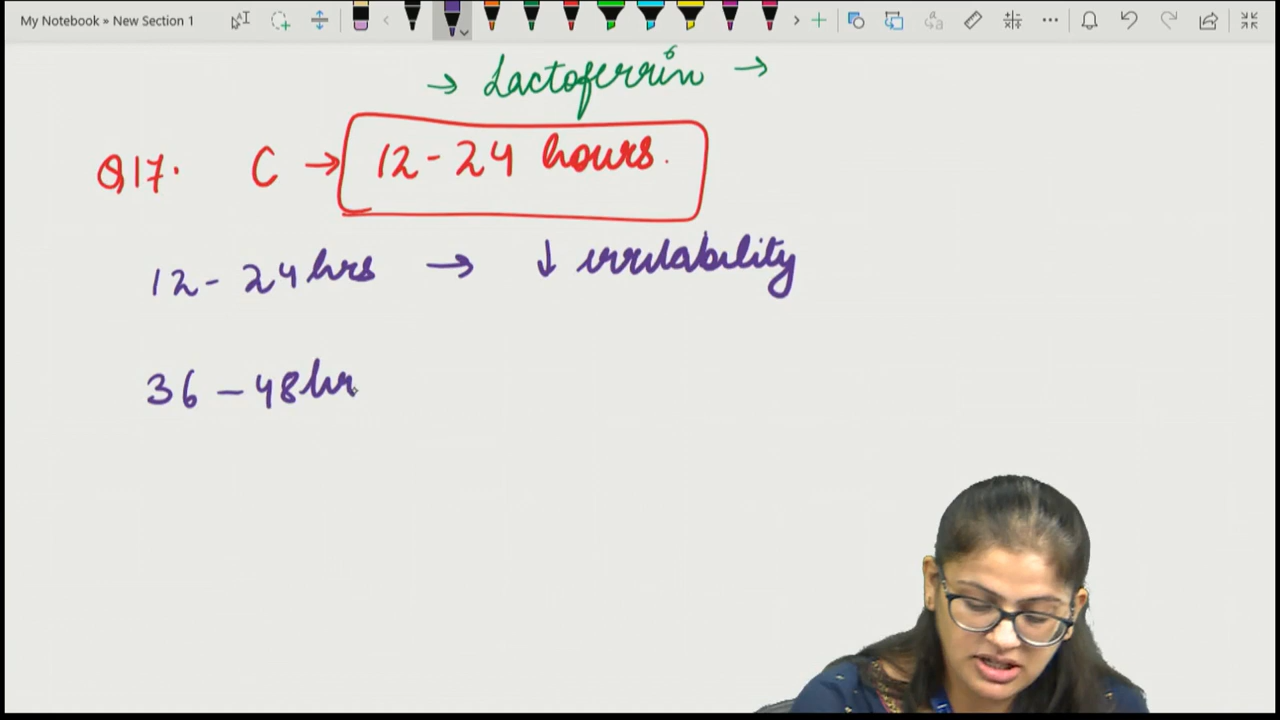 My Notebook » New Section 1
→ Lactoferrin →
Q17. C → 12-24 hours.
12-24 hrs → ↓ irritability
36 – 48 hr